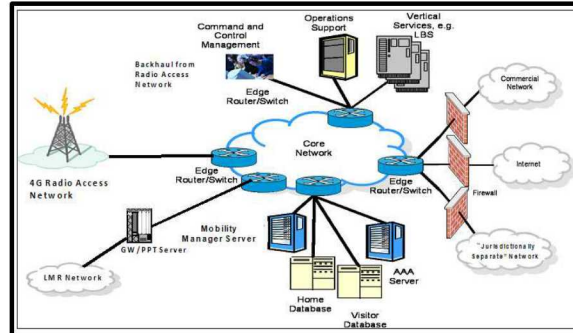 Command and
Control
Management
Operations
Support
Vertical
Services, e.g.
LBS
Backhaul from
Radio Access
Network
Edge
Router/Switch
Commercial
Network
Core
Network
4G Radio Access
Network
Edge
Router/Switch
Edge
Router/Switch
Internet
Firewall
Mobility
Manager Server
GW/PPT Server
LMR Network
AAA
Server
Home
Database
Visitor
Database
"Jurisdictionally
Separate" Network